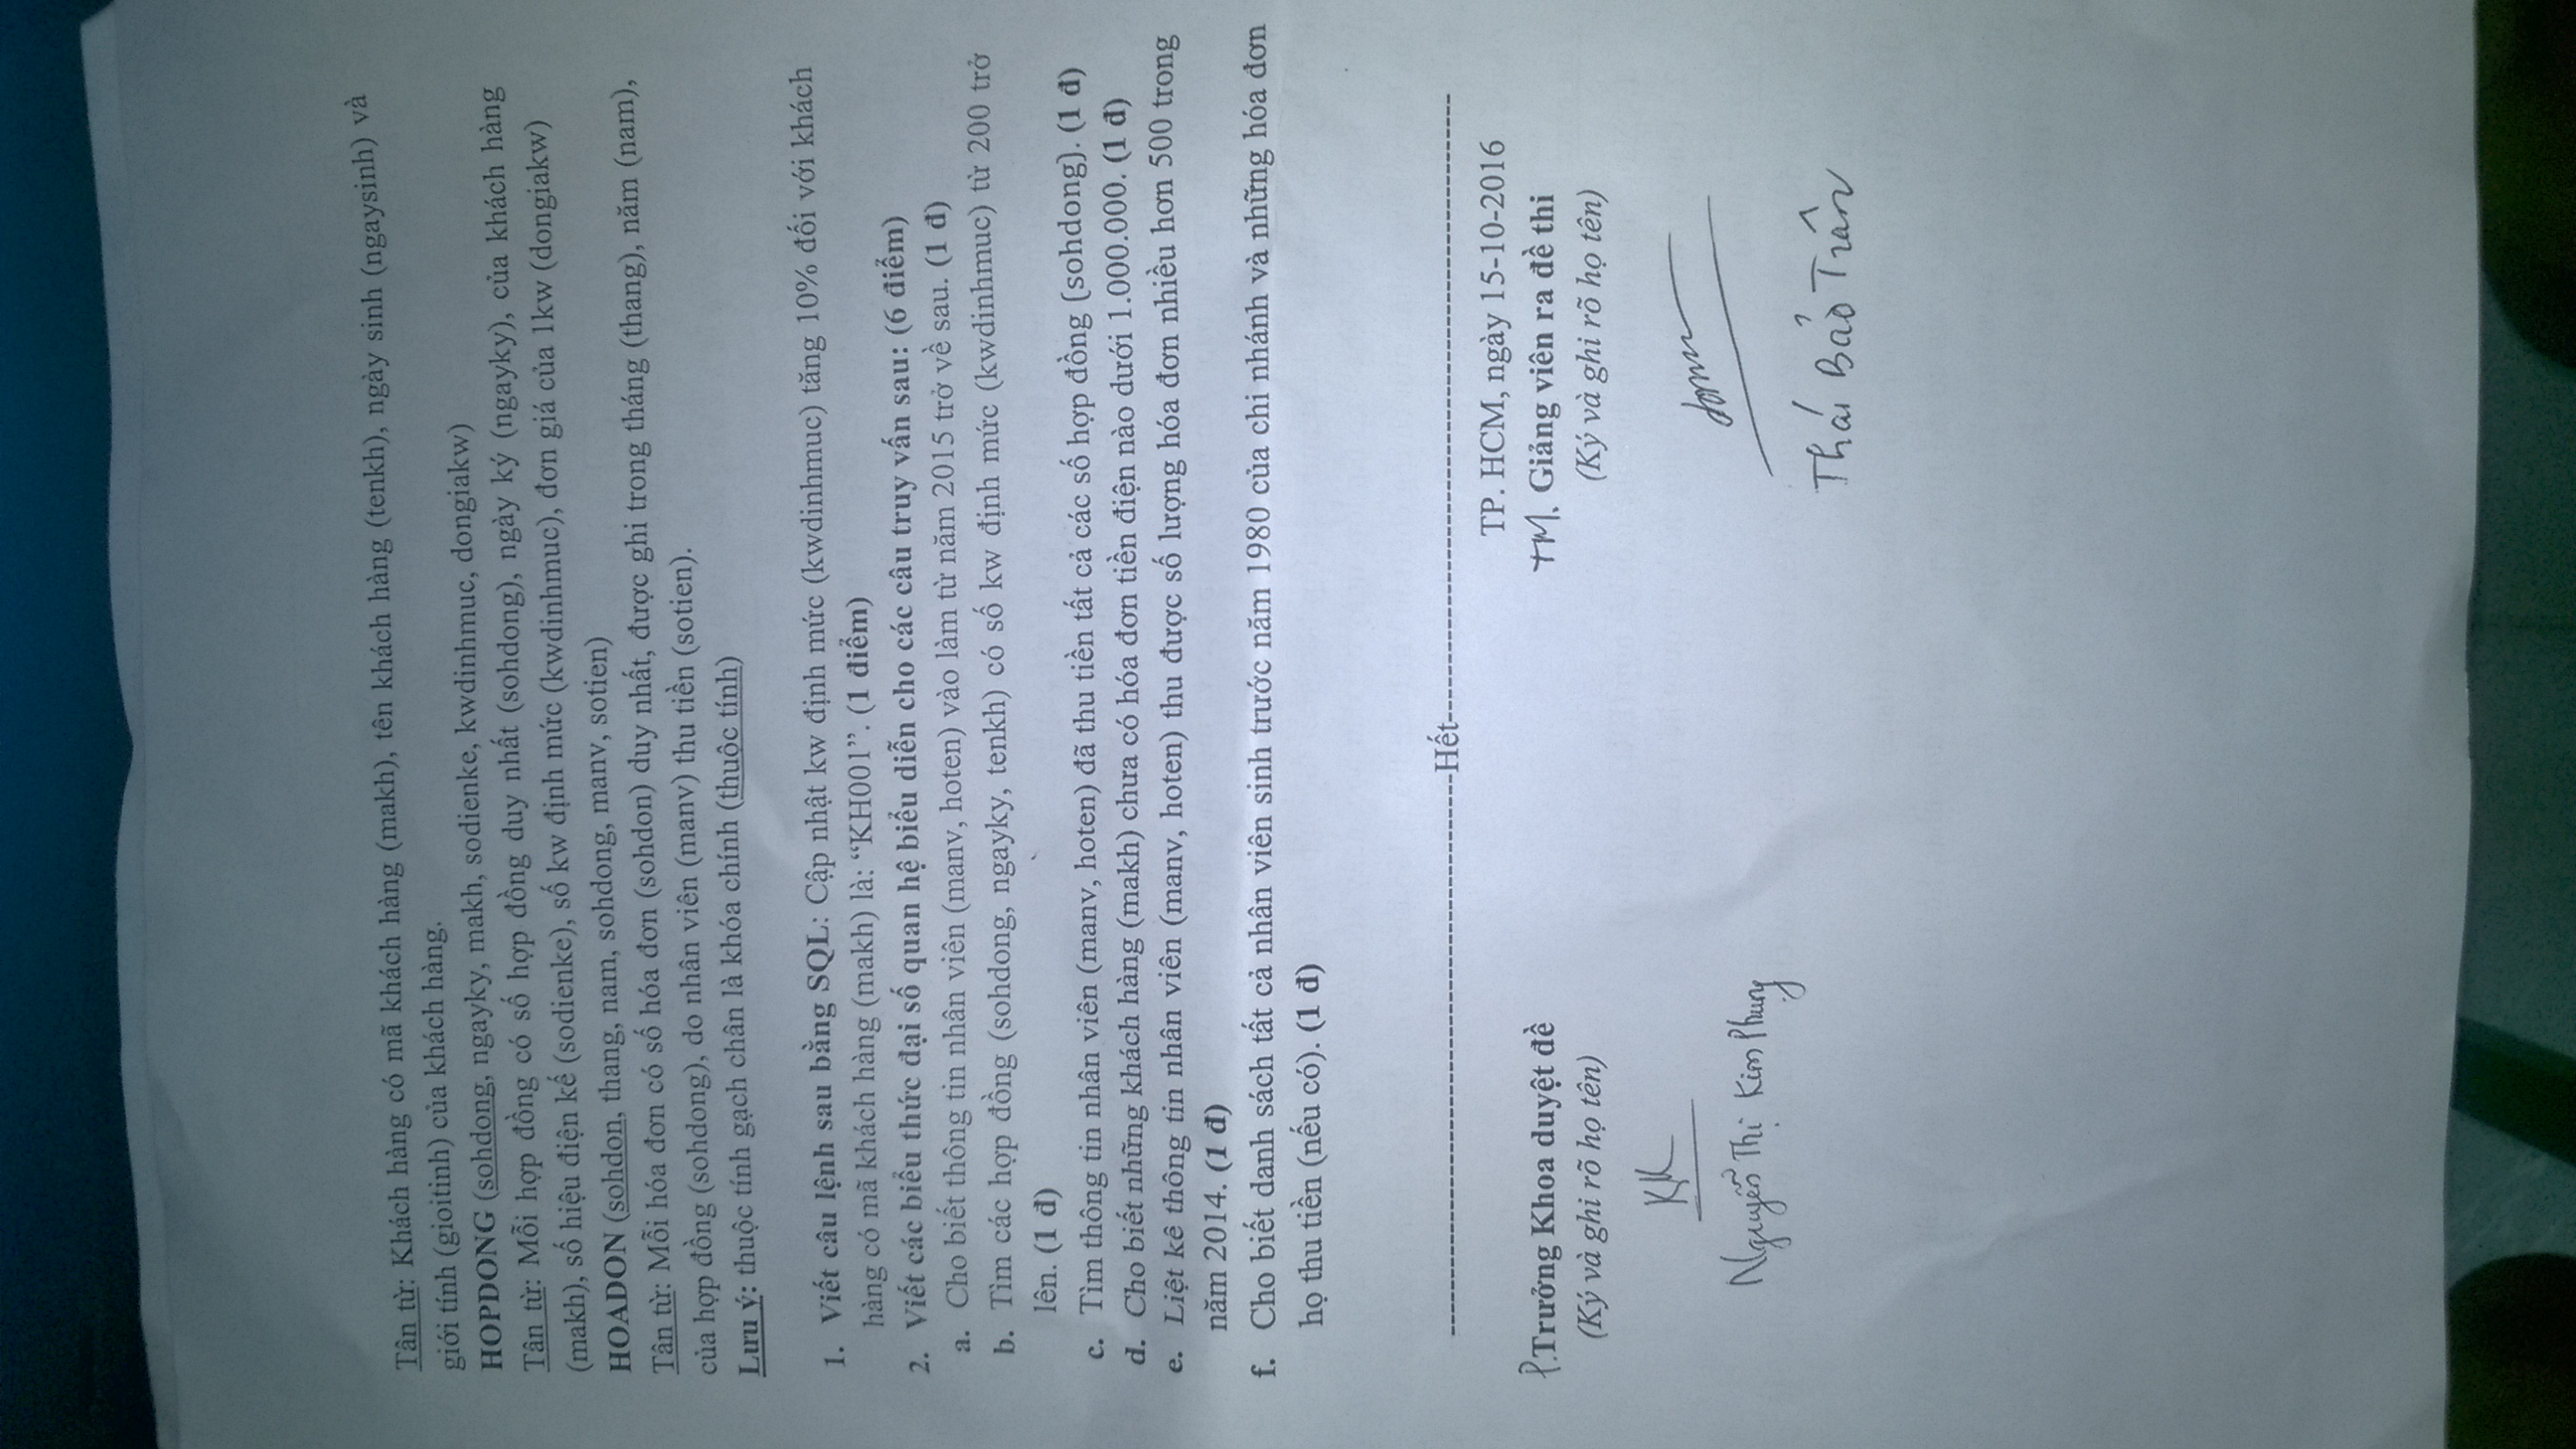 Tân từ: Khách hàng có mã khách hàng (makh), tên khách hàng (tenkh), ngày sinh (ngaysinh) và
giới tính (gioitinh) của khách hàng.
HOPDONG (sohdong, ngayky, makh, sodienke, kwdinhmuc, dongiakw)
Tân từ: Mỗi hợp đồng có số hợp đồng duy nhất (sohdong), ngày ký (ngayky), của khách hàng
(makh), số hiệu điện kế (sodienke), số kw định mức (kwdinhmuc), đơn giá của 1kw (dongiakw)
HOADON (sohdon, thang, nam, sohdong, manv, sotien)
Tân từ: Mỗi hóa đơn có số hóa đơn (sohdon) duy nhất, được ghi trong tháng (thang), năm (nam),
của hợp đồng (sohdong), do nhân viên (manv) thu tiền (sotien).
Lưu ý: thuộc tính gạch chân là khóa chính (thuộc tính)
1. Viết câu lệnh sau bằng SQL: Cập nhật kw định mức (kwdinhmuc) tăng 10% đối với khách
hàng có mã khách hàng (makh) là: “KH001”. (1 điểm)
2. Viết các biểu thức đại số quan hệ biểu diễn cho các câu truy vấn sau: (6 điểm)
a. Cho biết thông tin nhân viên (manv, hoten) vào làm từ năm 2015 trở về sau. (1 đ)
b. Tìm các hợp đồng (sohdong, ngayky, tenkh) có số kw định mức (kwdinhmuc) từ 200 trở
lên. (1 đ)
c. Tìm thông tin nhân viên (manv, hoten) đã thu tiền tất cả các số hợp đồng (sohdong). (1 đ)
d. Cho biết những khách hàng (makh) chưa có hóa đơn tiền điện nào dưới 1.000.000. (1 đ)
e. Liệt kê thông tin nhân viên (manv, hoten) thu được số lượng hóa đơn nhiều hơn 500 trong
năm 2014. (1 đ)
f. Cho biết danh sách tất cả nhân viên sinh trước năm 1980 của chi nhánh và những hóa đơn
họ thu tiền (nếu có). (1 đ)
------------------------------------------------Hết------------------------------------------------------
TP. HCM, ngày 15-10-2016
P.Trưởng Khoa duyệt đề
TM. Giảng viên ra đề thi
(Ký và ghi rõ họ tên)
(Ký và ghi rõ họ tên)
Nguyễn Thị Kim Phụng
Thái Bảo Trân